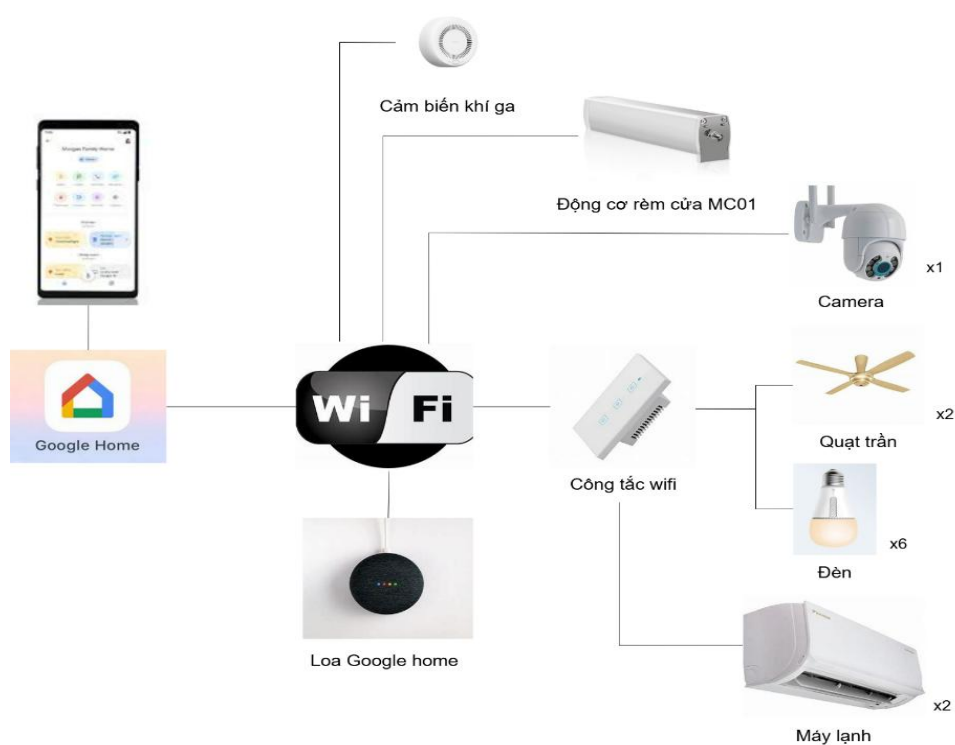 Cảm biến khí ga
Động cơ rèm cửa MC01
x1
Camera
Google Home
Wi Fi
x2
Quạt trần
Công tắc wifi
x6
Đèn
Loa Google home
x2
Máy lạnh